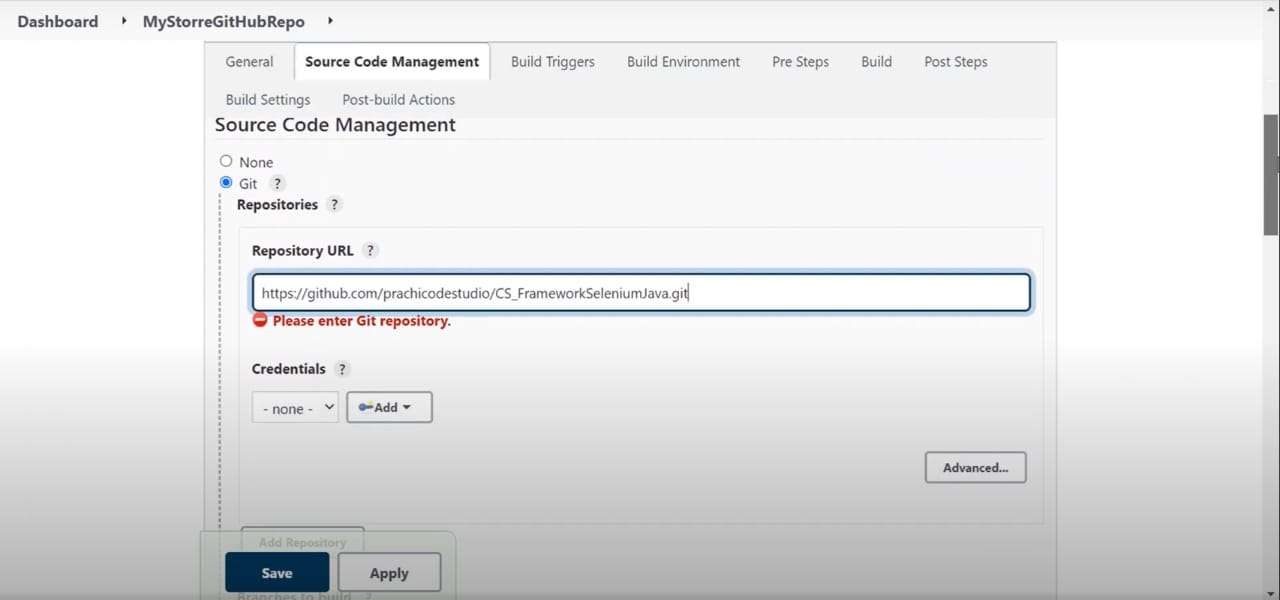 Dashboard MyStorreGitHubRepo
General Source Code Management Build Triggers Build Environment Pre Steps Build Post Steps
Build Settings Post-build Actions
Source Code Management
None
Git ?
Repositories ?
Repository URL ?
https://github.com/prachicodestudio/CS_FrameworkSeleniumJava.git
Please enter Git repository.
Credentials ?
- none - Add
Advanced...
Add Repository
Save Apply
Branches to build ?